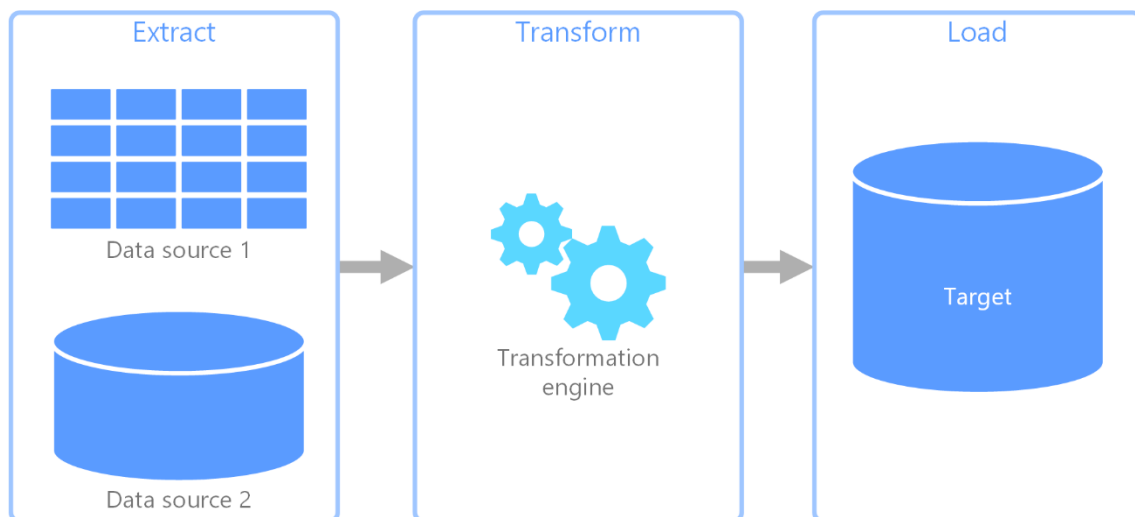 Extract
Data source 1
Data source 2
Transform
Transformation
engine
Load
Target